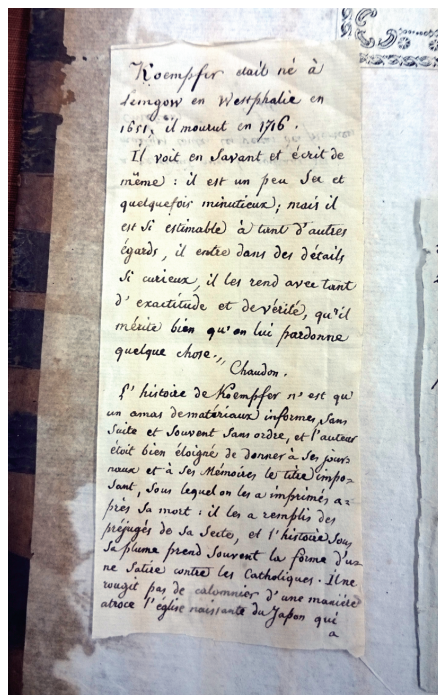 Koempfer etait né à
Lemgow en Westphalie en
1651, il mourut en 1716.
Il voit en Savant et écrit de
même : il est un peu Sec et
quelquefois minutieux ; mais il
est Si estimable à tant d'autres
égards, il entre dans des détails
Si curieux, il les rend avec tant
d'exactitude et de vérité, qu'il
mérite bien qu'on lui pardonne
quelque chose.,,
Chaudon.
L'histoire de Koempfer n'est qu'
un amas de matériaux informes, Sans
Suite et Souvent Sans ordre, et l'auteur
étoit bien éloigné de donner à Ses jour=
naux et à Ses Mémoires le titre impo=
Sant, Sous lequel on les a imprimés a=
près Sa mort : il les a remplis des
préjugés de Sa Secte, et l'histoire Sous
Sa plume prend Souvent la forme d'u=
ne Satire contre les Catholiques. Il ne
rougit pas de calomnier d'une manière
atroce l'église naissante du Japon qui
a